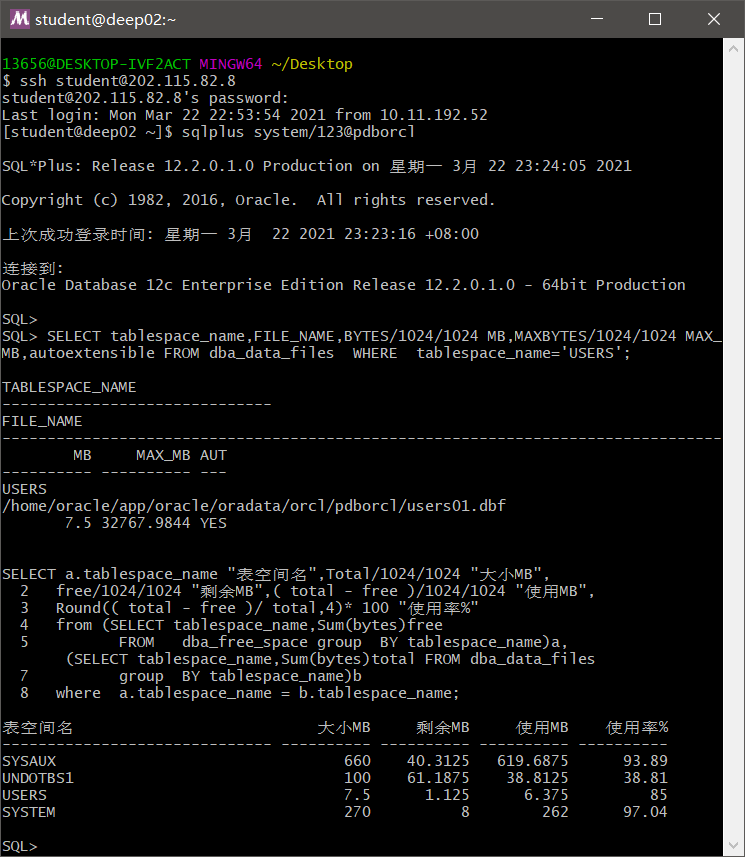 student@deep02:~
13656@DESKTOP-IVF2ACT MINGW64 ~/Desktop
$ ssh student@202.115.82.8
student@202.115.82.8's password:
Last login: Mon Mar 22 22:53:54 2021 from 10.11.192.52
[student@deep02 ~]$ sqlplus system/123@pdborcl
SQL*Plus: Release 12.2.0.1.0 Production on 星期一 3月 22 23:24:05 2021
Copyright (c) 1982, 2016, Oracle.  All rights reserved.
上次成功登录时间: 星期一 3月  22 2021 23:23:16 +08:00
连接到:
Oracle Database 12c Enterprise Edition Release 12.2.0.1.0 - 64bit Production
SQL>
SQL> SELECT tablespace_name,FILE_NAME,BYTES/1024/1024 MB,MAXBYTES/1024/1024 MAX_
MB,autoextensible FROM dba_data_files  WHERE  tablespace_name='USERS';
TABLESPACE_NAME
------------------------------
FILE_NAME
--------------------------------------------------------------------------------
        MB     MAX_MB AUT
---------- ---------- ---
USERS
/home/oracle/app/oracle/oradata/orcl/pdborcl/users01.dbf
       7.5 32767.9844 YES
SELECT a.tablespace_name "表空间名",Total/1024/1024 "大小MB",
  2   free/1024/1024 "剩余MB",( total - free )/1024/1024 "使用MB",
  3   Round(( total - free )/ total,4)* 100 "使用率%"
  4   from (SELECT tablespace_name,Sum(bytes)free
  5          FROM   dba_free_space group  BY tablespace_name)a,
       (SELECT tablespace_name,Sum(bytes)total FROM dba_data_files
  7          group  BY tablespace_name)b
  8   where  a.tablespace_name = b.tablespace_name;
表空间名                           大小MB     剩余MB     使用MB    使用率%
------------------------------ ---------- ---------- ---------- ----------
SYSAUX                                660    40.3125   619.6875      93.89
UNDOTBS1                              100    61.1875    38.8125      38.81
USERS                                 7.5      1.125      6.375         85
SYSTEM                                270          8        262      97.04
SQL>